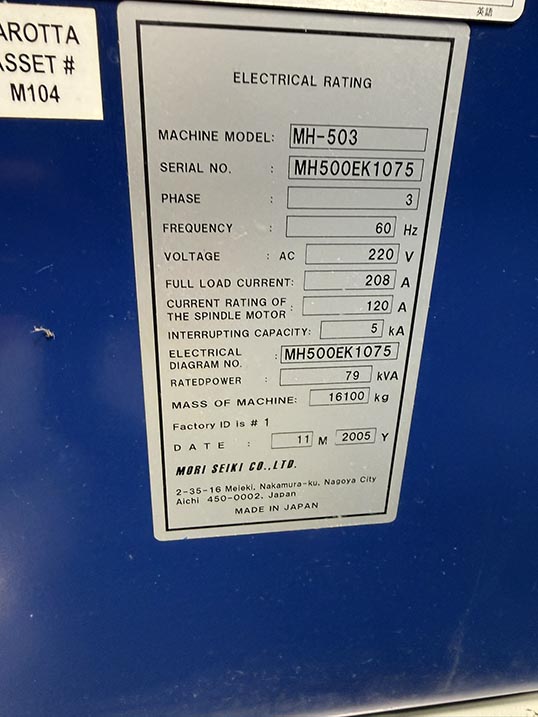 英語
AROTTA
ASSET #
M104
ELECTRICAL RATING
MACHINE MODEL: MH-503
SERIAL NO. : MH500EK1075
PHASE : 3
FREQUENCY : 60 Hz
VOLTAGE : AC 220 V
FULL LOAD CURRENT: 208 A
CURRENT RATING OF
THE SPINDLE MOTOR : 120 A
INTERRUPTING CAPACITY: 5 kA
ELECTRICAL
DIAGRAM NO. : MH500EK1075
RATEDPOWER : 79 kVA
MASS OF MACHINE: 16100 kg
Factory ID is # 1
DATE : 11 M 2005 Y
MORI SEIKI CO.,LTD.
2-35-16 Meieki, Nakamura-ku, Nagoya City
Aichi 450-0002, Japan
MADE IN JAPAN